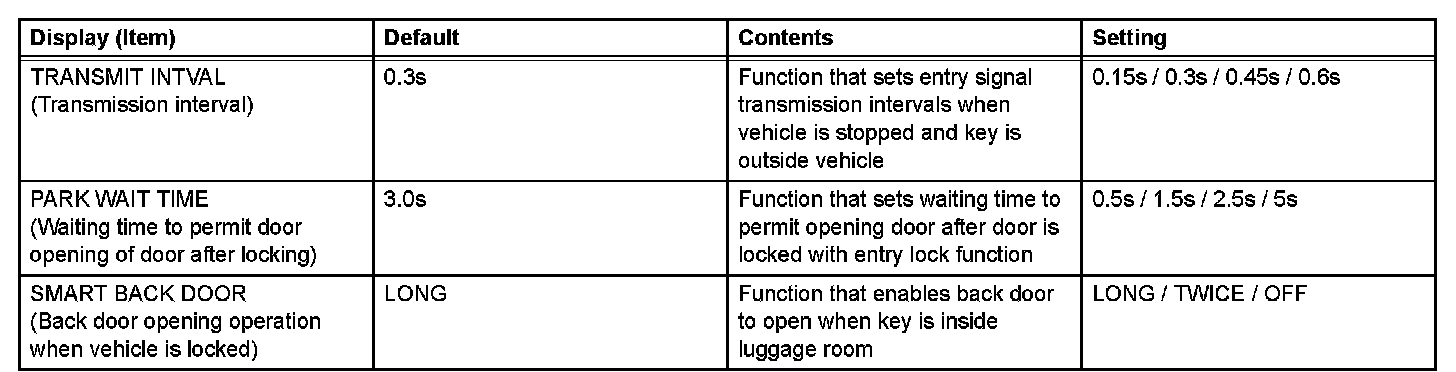 Display (Item) Default Contents Setting
TRANSMIT INTVAL
(Transmission interval)
0.3s
Function that sets entry signal
transmission intervals when
vehicle is stopped and key is
outside vehicle
0.15s / 0.3s / 0.45s / 0.6s
PARK WAIT TIME
(Waiting time to permit door
opening of door after locking)
3.0s
Function that sets waiting time to
permit opening door after door is
locked with entry lock function
0.5s / 1.5s / 2.5s / 5s
SMART BACK DOOR
(Back door opening operation
when vehicle is locked)
LONG
Function that enables back door
to open when key is inside
luggage room
LONG / TWICE / OFF